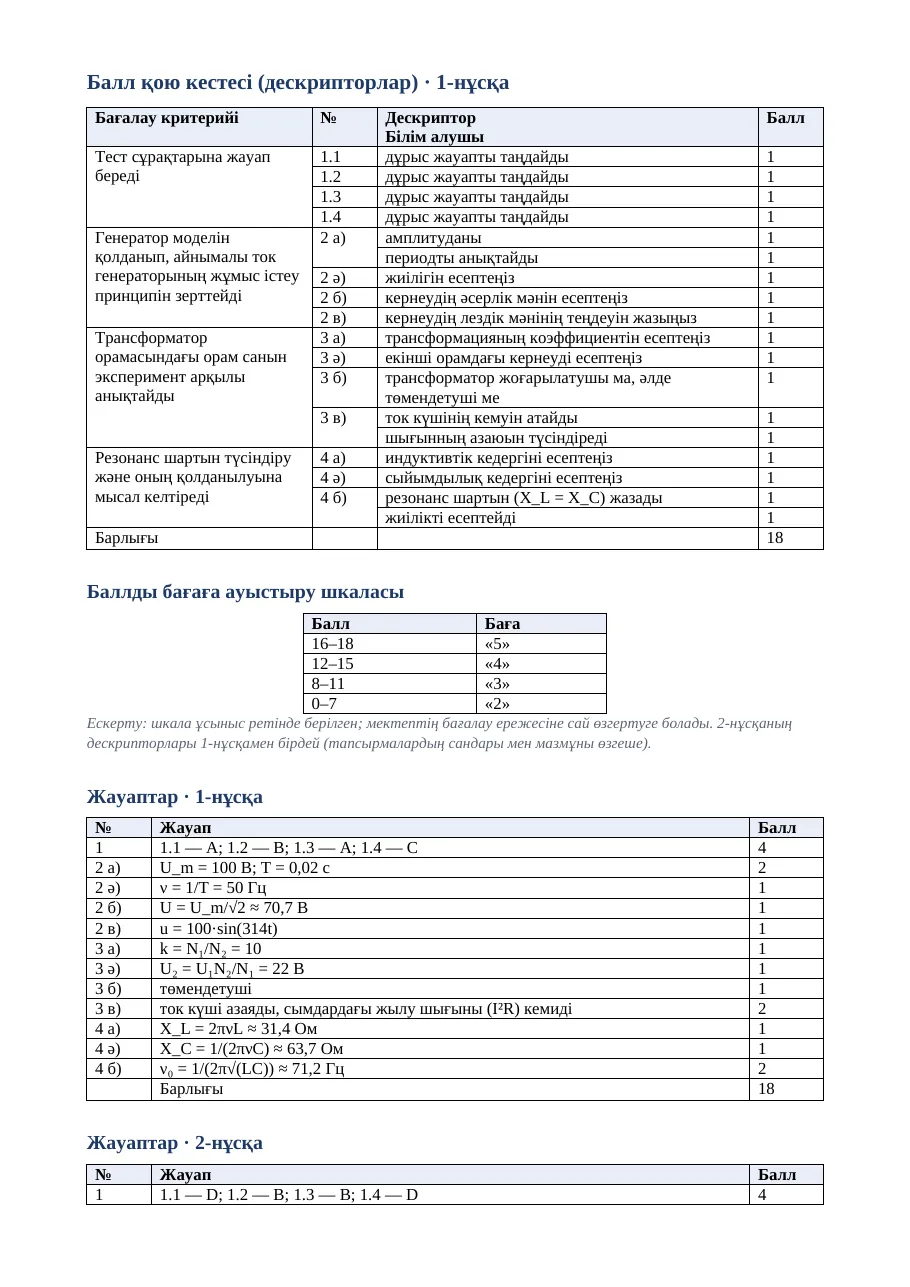 Балл қою кестесі (дескрипторлар) · 1-нұсқа
Бағалау критерийі № Дескриптор Балл
Білім алушы
Тест сұрақтарына жауап 1.1 дұрыс жауапты таңдайды 1
береді 1.2 дұрыс жауапты таңдайды 1
1.3 дұрыс жауапты таңдайды 1
1.4 дұрыс жауапты таңдайды 1
Генератор моделін 2 а) амплитуданы 1
қолданып, айнымалы ток периодты анықтайды 1
генераторының жұмыс істеу 2 ә) жиілігін есептеңіз 1
принципін зерттейді 2 б) кернеудің әсерлік мәнін есептеңіз 1
2 в) кернеудің лездік мәнінің теңдеуін жазыңыз 1
Трансформатор 3 а) трансформацияның коэффициентін есептеңіз 1
орамасындағы орам санын 3 ә) екінші орамдағы кернеуді есептеңіз 1
эксперимент арқылы 3 б) трансформатор жоғарылатушы ма, әлде 1
анықтайды төмендетуші ме
3 в) ток күшінің кемуін атайды 1
шығынның азаюын түсіндіреді 1
Резонанс шартын түсіндіру 4 а) индуктивтік кедергіні есептеңіз 1
және оның қолданылуына 4 ә) сыйымдылық кедергіні есептеңіз 1
мысал келтіреді 4 б) резонанс шартын (X_L = X_C) жазады 1
жиілікті есептейді 1
Барлығы 18
Баллды бағаға ауыстыру шкаласы
Балл Баға
16–18 «5»
12–15 «4»
8–11 «3»
0–7 «2»
Ескерту: шкала ұсыныс ретінде берілген; мектептің бағалау ережесіне сай өзгертуге болады. 2-нұсқаның
дескрипторлары 1-нұсқамен бірдей (тапсырмалардың сандары мен мазмұны өзгеше).
Жауаптар · 1-нұсқа
№ Жауап Балл
1 1.1 — A; 1.2 — B; 1.3 — A; 1.4 — C 4
2 а) U_m = 100 В; T = 0,02 с 2
2 ә) ν = 1/T = 50 Гц 1
2 б) U = U_m/√2 ≈ 70,7 В 1
2 в) u = 100·sin(314t) 1
3 а) k = N₁/N₂ = 10 1
3 ә) U₂ = U₁N₂/N₁ = 22 В 1
3 б) төмендетуші 1
3 в) ток күші азаяды, сымдардағы жылу шығыны (I²R) кемиді 2
4 а) X_L = 2πνL ≈ 31,4 Ом 1
4 ә) X_C = 1/(2πνC) ≈ 63,7 Ом 1
4 б) ν₀ = 1/(2π√(LC)) ≈ 71,2 Гц 2
Барлығы 18
Жауаптар · 2-нұсқа
№ Жауап Балл
1 1.1 — D; 1.2 — B; 1.3 — B; 1.4 — D 4